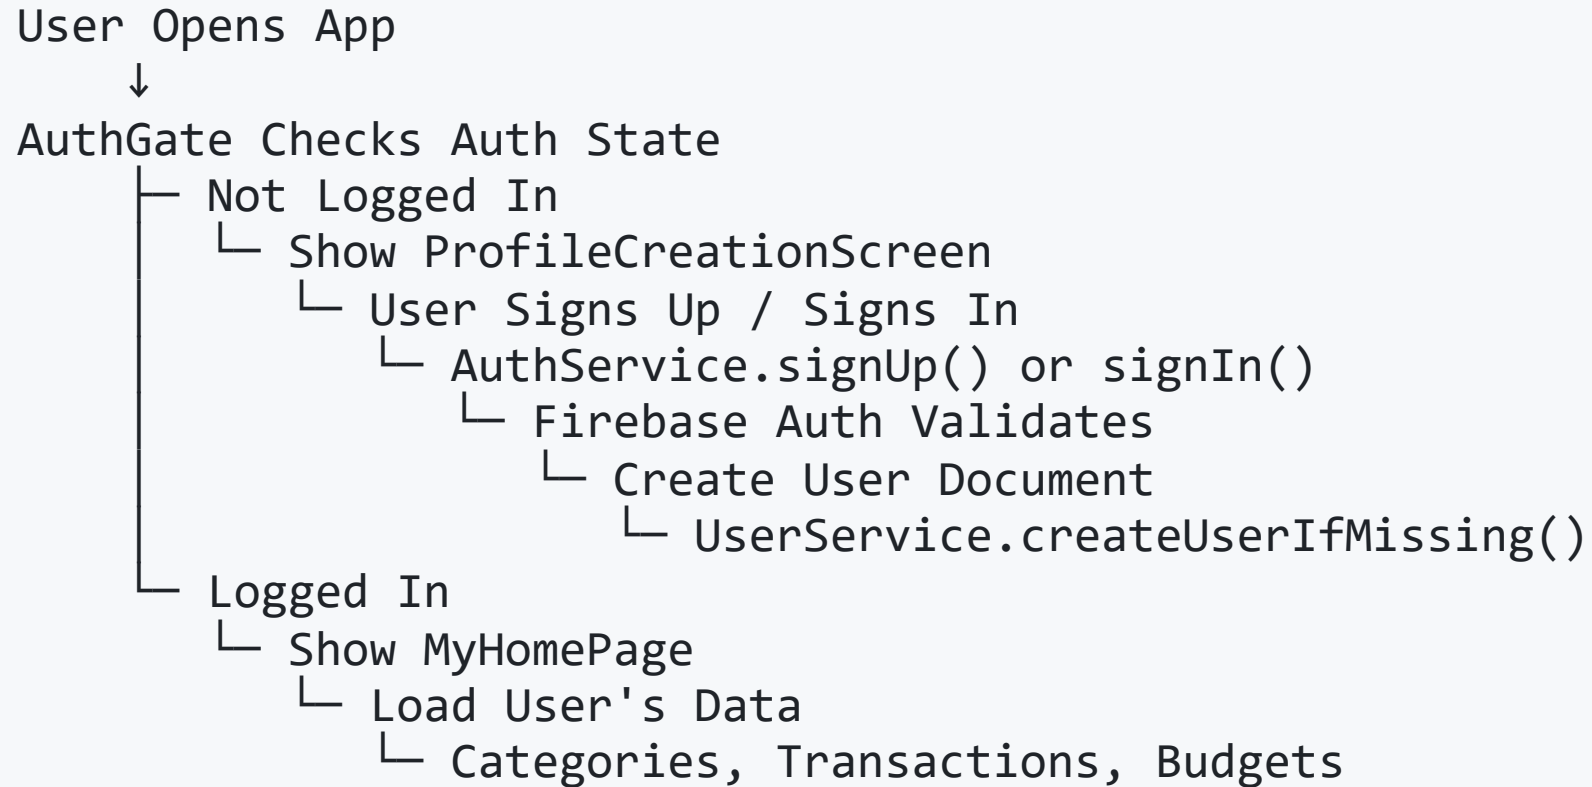 User Opens App
↓
AuthGate Checks Auth State
├─ Not Logged In
│  └─ Show ProfileCreationScreen
│     └─ User Signs Up / Signs In
│        └─ AuthService.signUp() or signIn()
│           └─ Firebase Auth Validates
│              └─ Create User Document
│                 └─ UserService.createUserIfMissing()
└─ Logged In
   └─ Show MyHomePage
      └─ Load User's Data
         └─ Categories, Transactions, Budgets